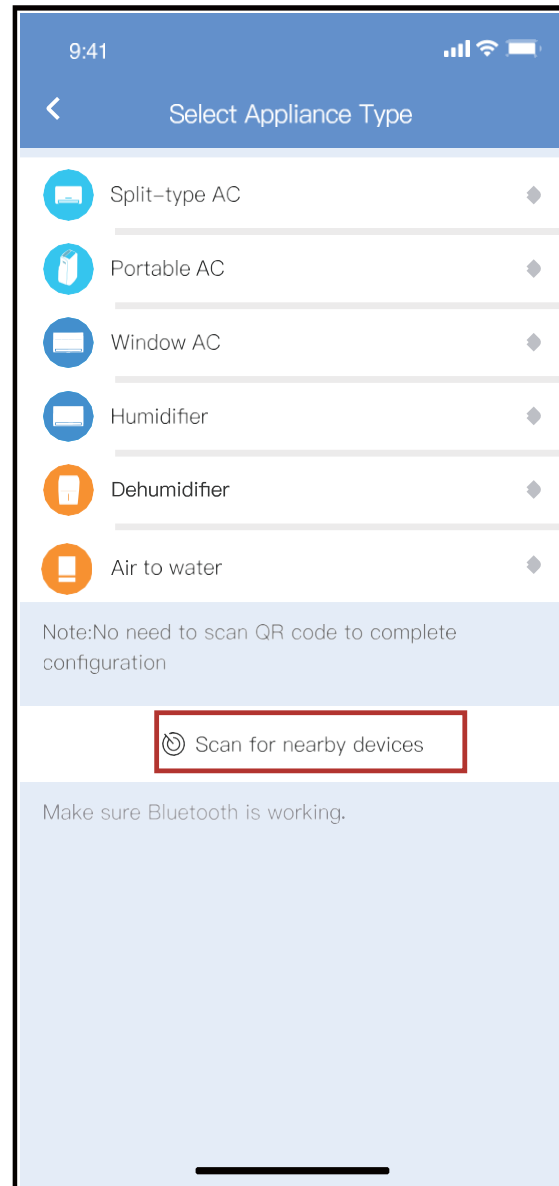 9:41
Select Appliance Type
Split-type AC
Portable AC
Window AC
Humidifier
Dehumidifier
Air to water
Note:No need to scan QR code to complete
configuration
Scan for nearby devices
Make sure Bluetooth is working.